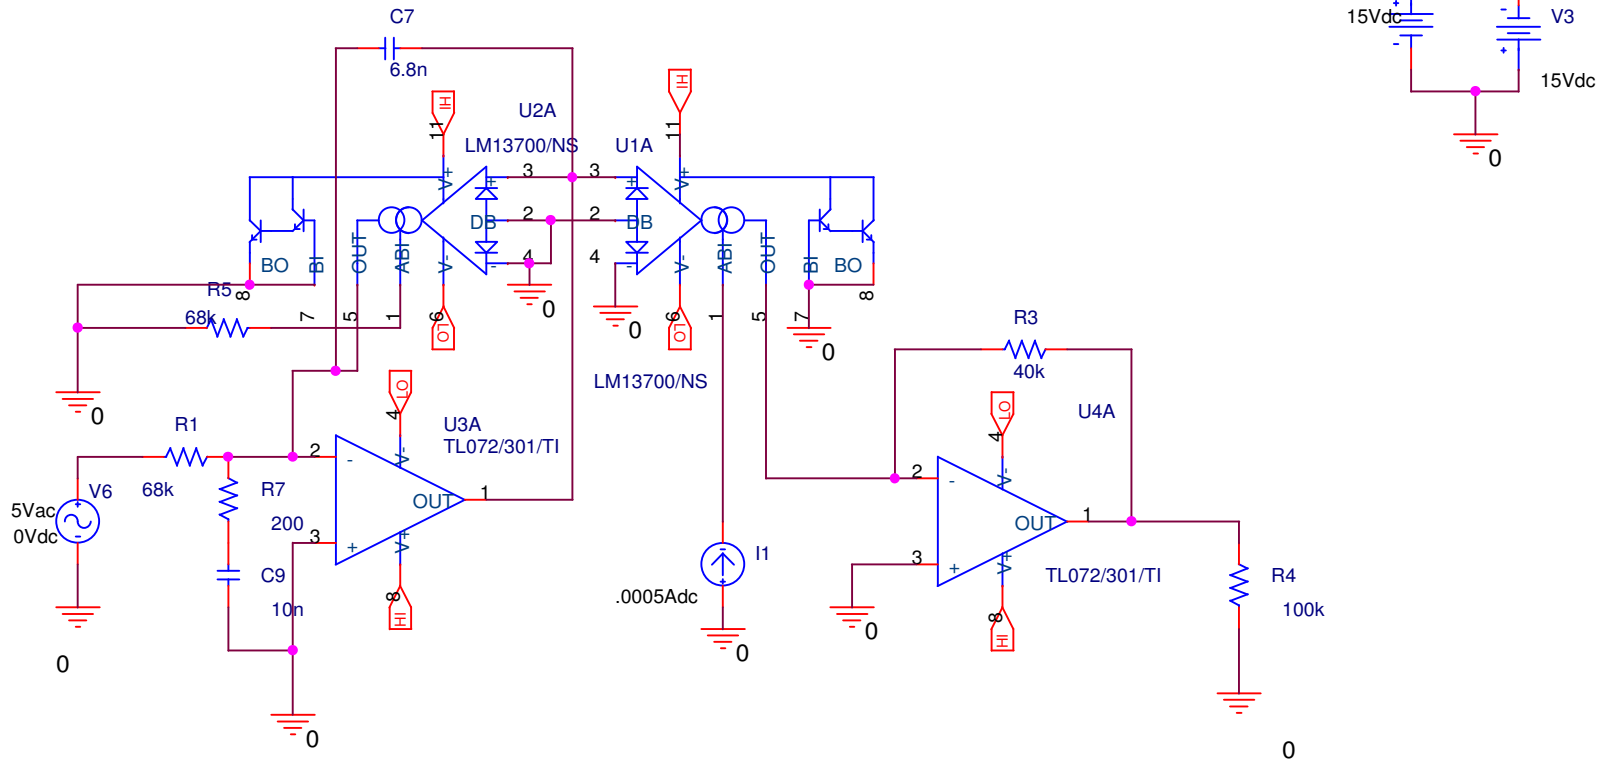 C7
6.8n
15Vdc
+
-
-
+
V3
15Vdc
0
HI
11
U2A
LM13700/NS
V+
+
3
DB
2
-
4
V-
6
LO
0
OUT
ABI
BO
BI
8
7
5
1
R5
68k
0
HI
11
U1A
V+
3
+
2
DB
4
-
V-
6
LO
0
LM13700/NS
ABI
OUT
BI
BO
1
5
7
8
0
R1
68k
V6
5Vac
0Vdc
+
-
0
R7
200
C9
10n
0
LO
4
U3A
TL072/301/TI
2
-
V-
OUT
1
3
+
V+
8
HI
I1
-
+
.0005Adc
0
R3
40k
LO
4
U4A
2
-
V-
OUT
1
3
+
V+
8
HI
TL072/301/TI
0
R4
100k
0